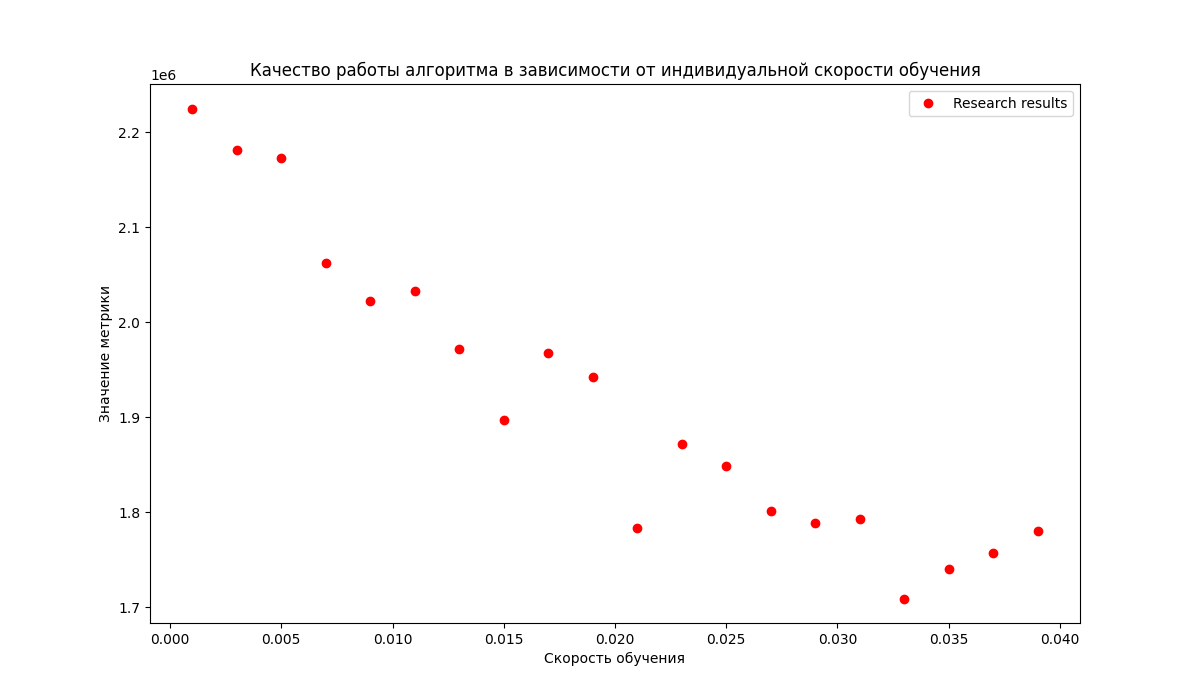 Качество работы алгоритма в зависимости от индивидуальной скорости обучения
1e6
Research results
2.2
2.1
2.0
1.9
1.8
1.7
Значение метрики
0.000 0.005 0.010 0.015 0.020 0.025 0.030 0.035 0.040
Скорость обучения